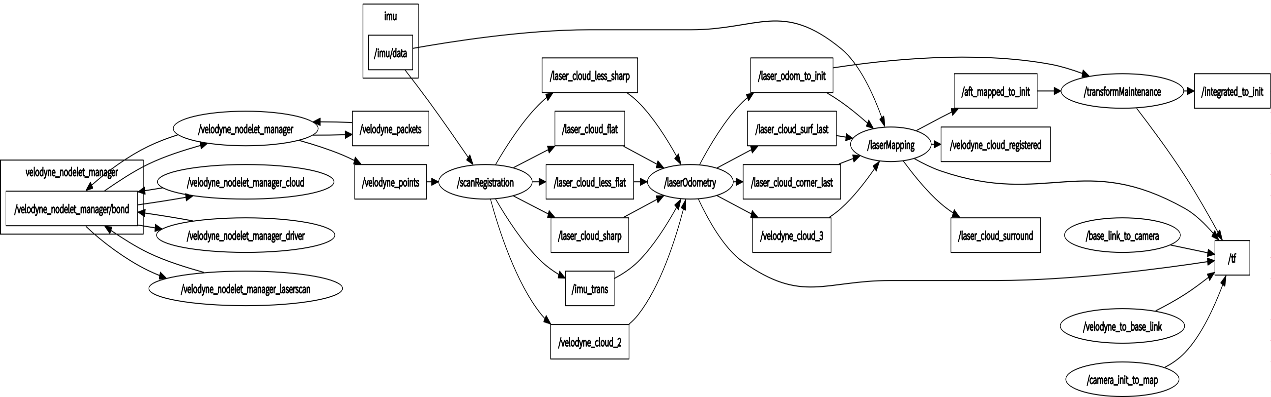 imu
/imu/data
/laser_cloud_less_sharp
/laser_odom_to_init
/aft_mapped_to_init
/transformMaintenance
/integrated_to_init
/velodyne_nodelet_manager
/velodyne_packets
/laser_cloud_flat
/laser_cloud_surf_last
/laserMapping
/velodyne_cloud_registered
velodyne_nodelet_manager
/velodyne_nodelet_manager_cloud
/velodyne_points
/scanRegistration
/laser_cloud_less_flat
/laserOdometry
/laser_cloud_corner_last
/velodyne_nodelet_manager/bond
/velodyne_nodelet_manager_driver
/laser_cloud_sharp
/velodyne_cloud_3
/laser_cloud_surround
/base_link_to_camera
/tf
/velodyne_nodelet_manager_laserscan
/imu_trans
/velodyne_to_base_link
/velodyne_cloud_2
/camera_init_to_map